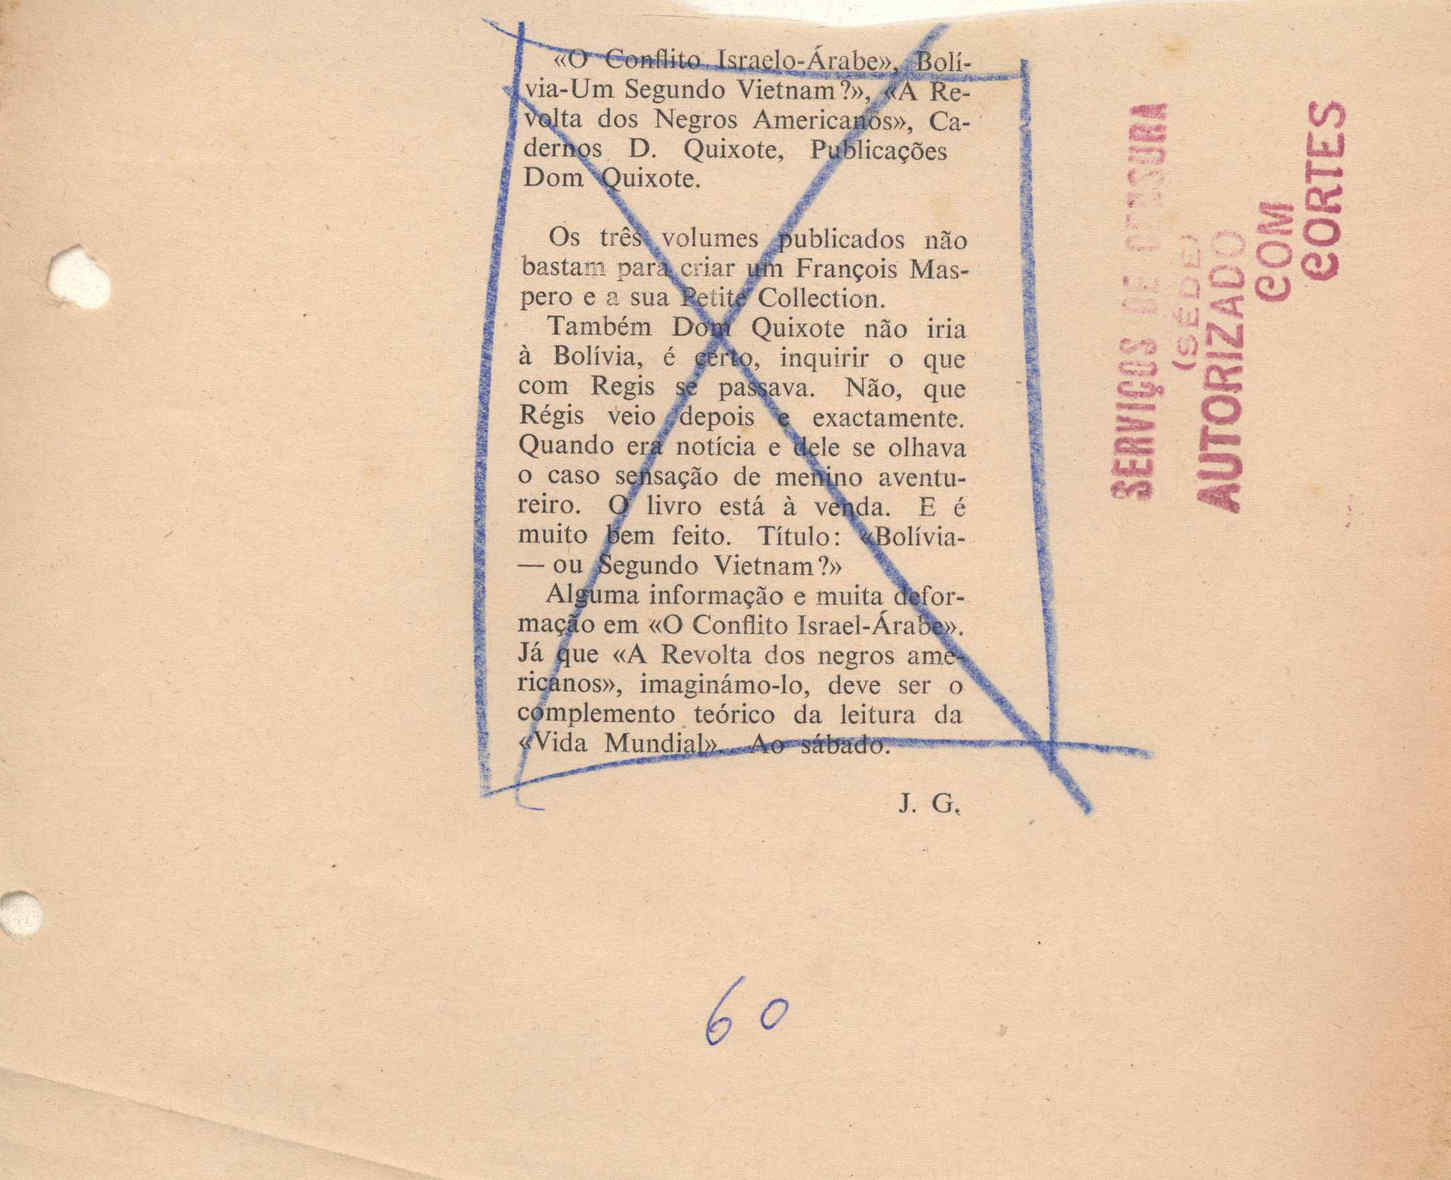 «O Conflito Israelo-Árabe», Bolí-
via-Um Segundo Vietnam?», «A Re-
volta dos Negros Americanos», Ca-
dernos D. Quixote, Publicações
Dom Quixote.
Os três volumes publicados não
bastam para criar um François Mas-
pero e a sua Petite Collection.
Também Dom Quixote não iria
à Bolívia, é certo, inquirir o que
com Regis se passava. Não, que
Régis veio depois e exactamente.
Quando era notícia e dele se olhava
o caso sensação de menino aventu-
reiro. O livro está à venda. E é
muito bem feito. Título: «Bolívia-
— ou Segundo Vietnam?»
Alguma informação e muita defor-
mação em «O Conflito Israel-Árabe».
Já que «A Revolta dos negros ame-
ricanos», imaginámo-lo, deve ser o
complemento teórico da leitura da
«Vida Mundial». Ao sábado.
J. G.
SERVIÇOS DE CENSURA
(SÉDE)
AUTORIZADO
COM
CORTES
60